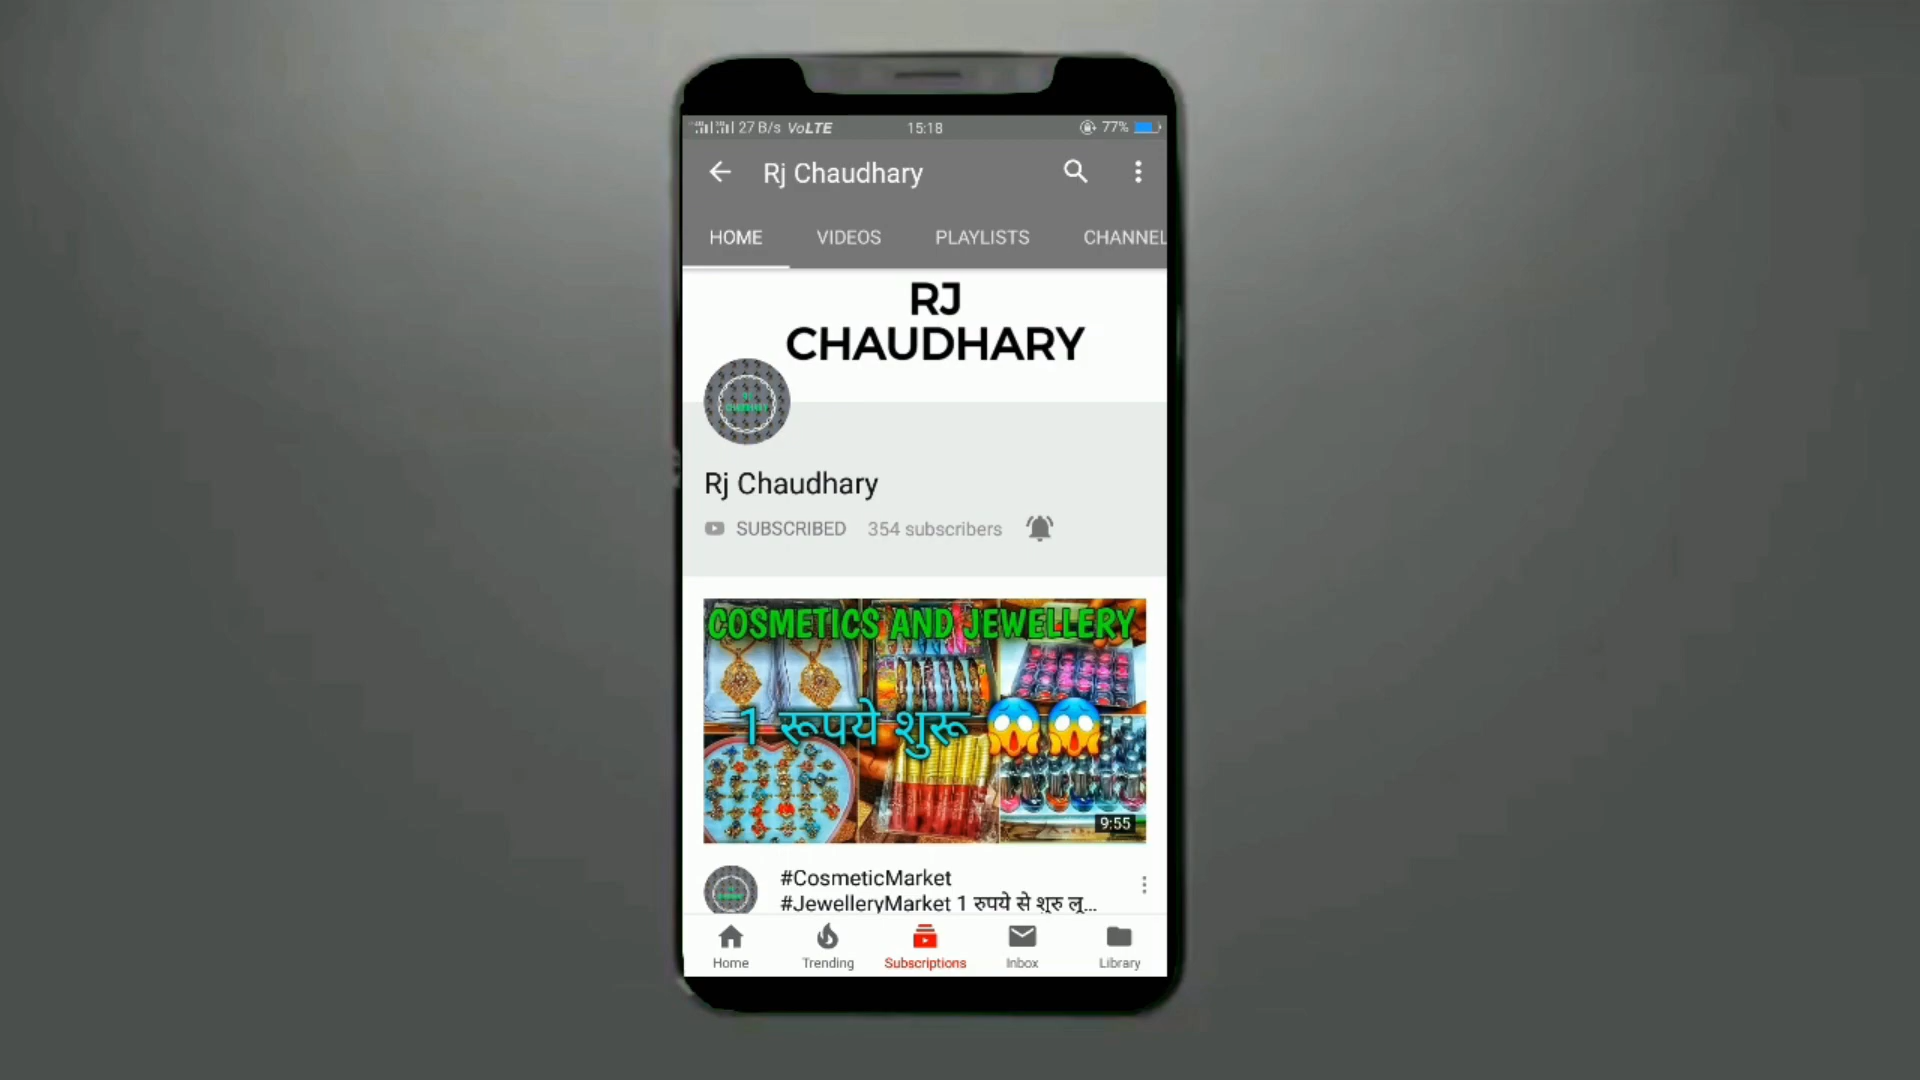 27 B/s VoLTE 15:18 77%
Rj Chaudhary
HOME VIDEOS PLAYLISTS CHANNEL
RJ
CHAUDHARY
Rj Chaudhary
SUBSCRIBED 354 subscribers
COSMETICS AND JEWELLERY
1 रूपये शुरू
9:55
#CosmeticMarket
#JewelleryMarket 1 रुपये से शुरु लू...
Home Trending Subscriptions Inbox Library